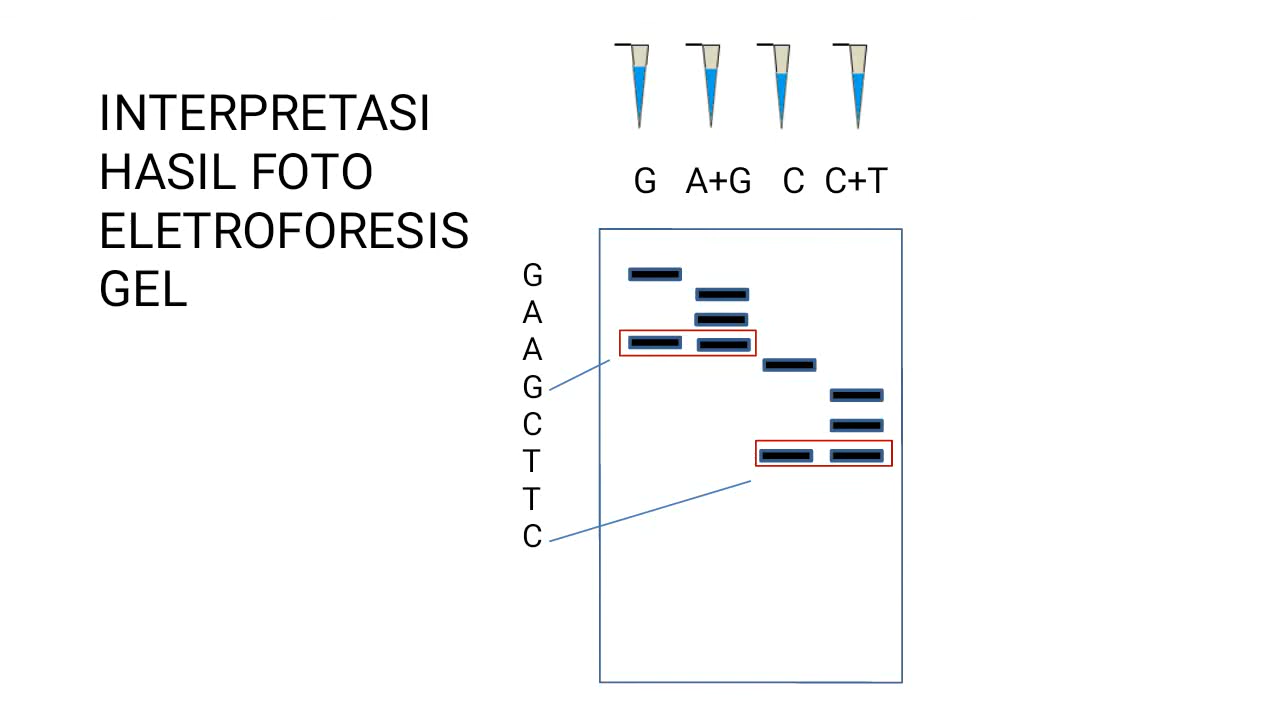 INTERPRETASI
HASIL FOTO
ELETROFORESIS
GEL
G A+G C C+T
G
A
A
G
C
T
T
C